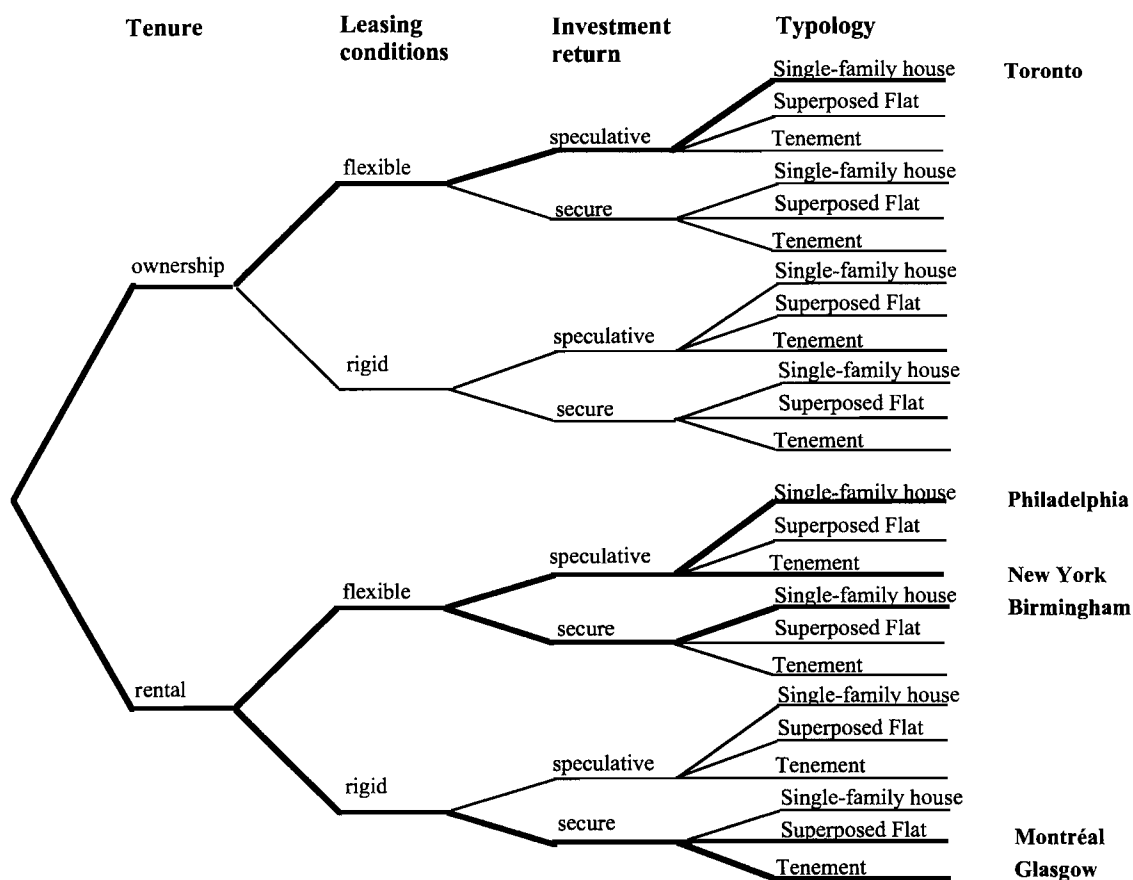 Tenure
Leasing conditions
Investment return
Typology
Single-family house
Toronto
Superposed Flat
speculative
Tenement
flexible
Single-family house
secure
Superposed Flat
Tenement
ownership
Single-family house
Superposed Flat
speculative
Tenement
rigid
Single-family house
secure
Superposed Flat
Tenement
Single-family house
Philadelphia
Superposed Flat
speculative
Tenement
New York
flexible
Single-family house
Birmingham
secure
Superposed Flat
Tenement
rental
Single-family house
Superposed Flat
speculative
Tenement
rigid
Single-family house
secure
Superposed Flat
Montréal
Tenement
Glasgow